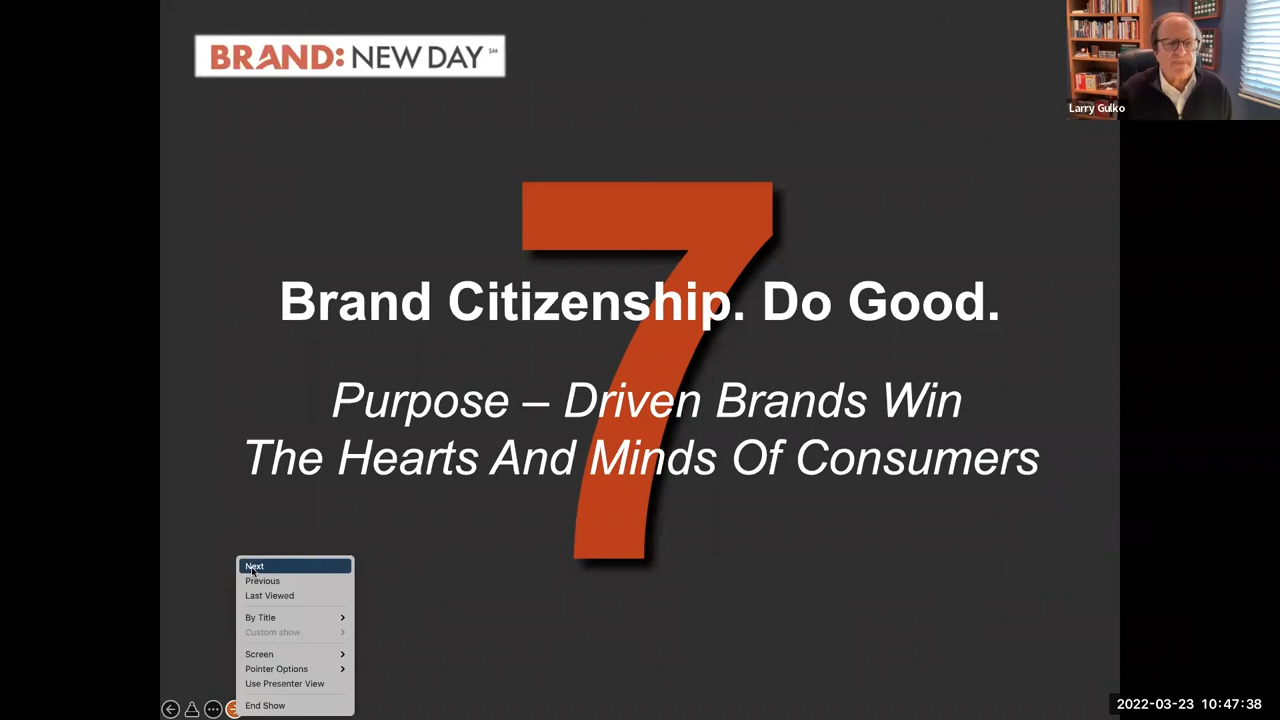 BRAND: NEW DAY SM
Larry Gulko
7
Brand Citizenship. Do Good.
Purpose – Driven Brands Win
The Hearts And Minds Of Consumers
Next
Previous
Last Viewed
By Title
Custom show
Screen
Pointer Options
Use Presenter View
End Show
2022-03-23 10:47:38